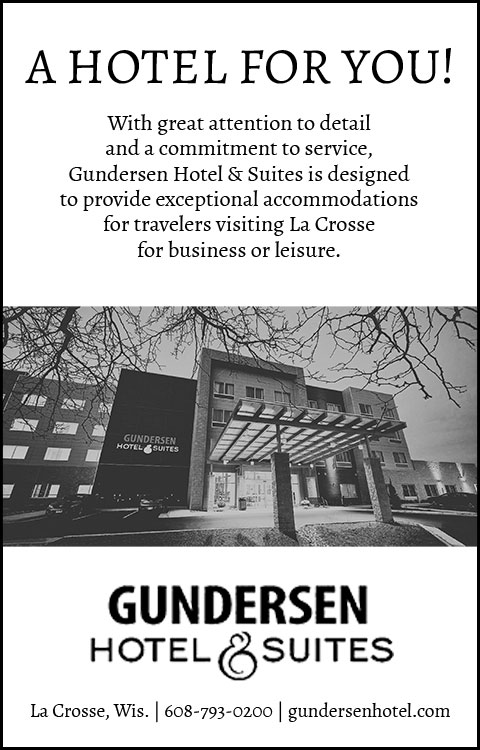 A HOTEL FOR YOU!
With great attention to detail
and a commitment to service,
Gundersen Hotel & Suites is designed
to provide exceptional accommodations
for travelers visiting La Crosse
for business or leisure.
GUNDERSEN
HOTEL & SUITES
GUNDERSEN
HOTEL & SUITES
La Crosse, Wis. | 608-793-0200 | gundersenhotel.com